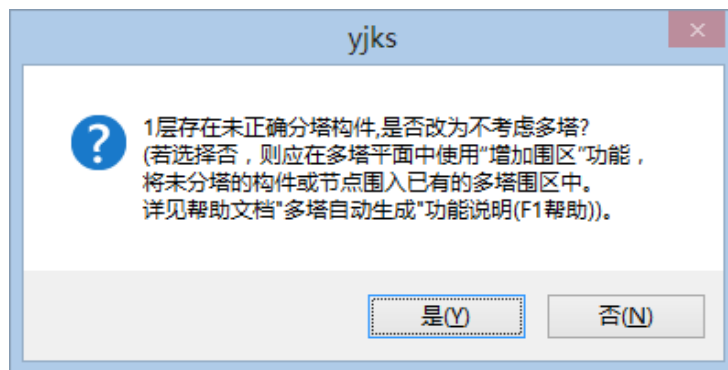 yjks
1层存在未正确分塔构件,是否改为不考虑多塔?
(若选择否，则应在多塔平面中使用“增加围区”功能，
将未分塔的构件或节点围入已有的多塔围区中。
详见帮助文档"多塔自动生成"功能说明(F1帮助))。
是(Y)
否(N)